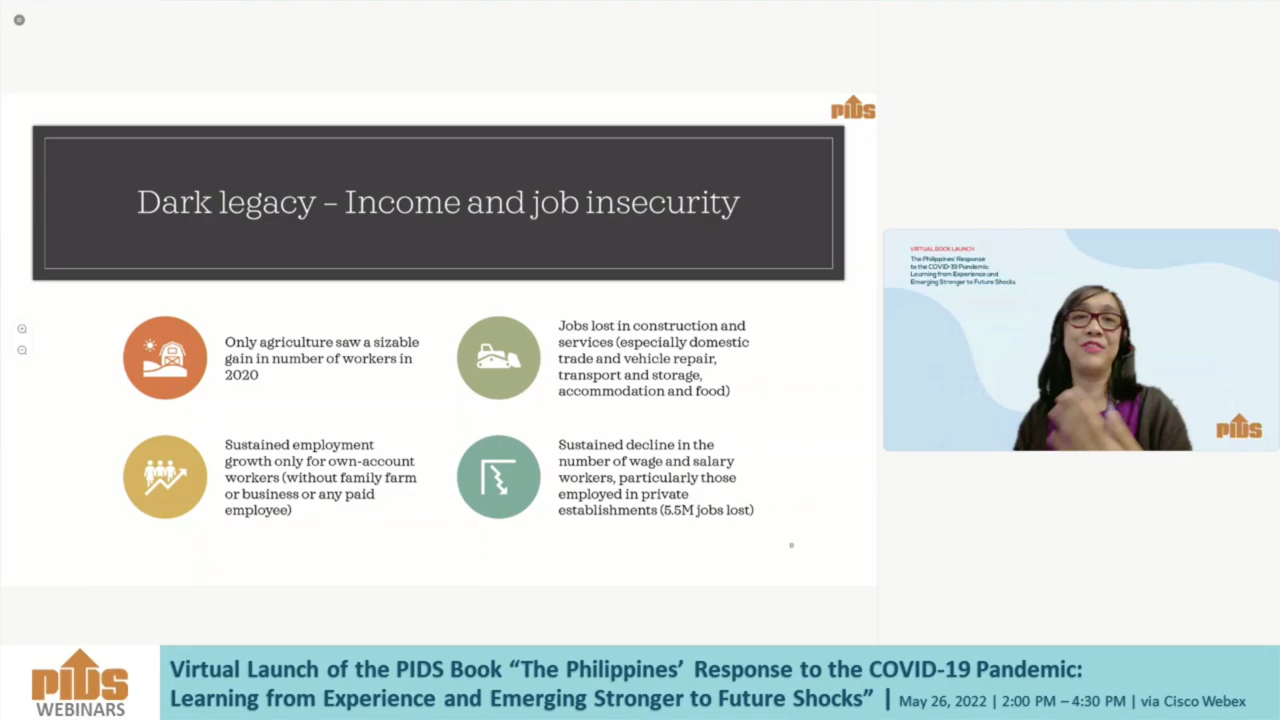 PIDS
Dark legacy – Income and job insecurity
Only agriculture saw a sizable
gain in number of workers in
2020
Jobs lost in construction and
services (especially domestic
trade and vehicle repair,
transport and storage,
accommodation and food)
Sustained employment
growth only for own-account
workers (without family farm
or business or any paid
employee)
Sustained decline in the
number of wage and salary
workers, particularly those
employed in private
establishments (5.5M jobs lost)
9
VIRTUAL BOOK LAUNCH
The Philippines' Response
to the COVID-19 Pandemic:
Learning from Experience and
Emerging Stronger to Future Shocks
PIDS
PIDS
WEBINARS
Virtual Launch of the PIDS Book “The Philippines’ Response to the COVID-19 Pandemic:
Learning from Experience and Emerging Stronger to Future Shocks” | May 26, 2022 | 2:00 PM – 4:30 PM | via Cisco Webex